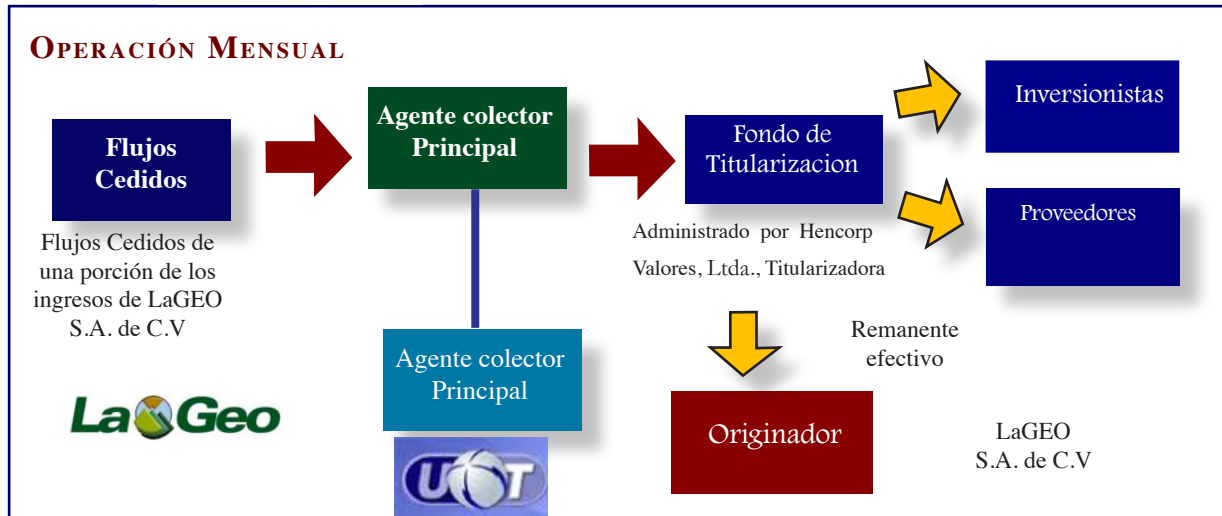 OPERACIÓN MENSUAL
Flujos
Cedidos
Flujos Cedidos de
una porción de los
ingresos de LaGEO
S.A. de C.V
LaGeo
Agente colector
Principal
Agente colector
Principal
UT
Fondo de
Titularizacion
Administrado por Hencorp
Valores, Ltda., Titularizadora
Inversionistas
Proveedores
Remanente
efectivo
Originador
LaGEO
S.A. de C.V